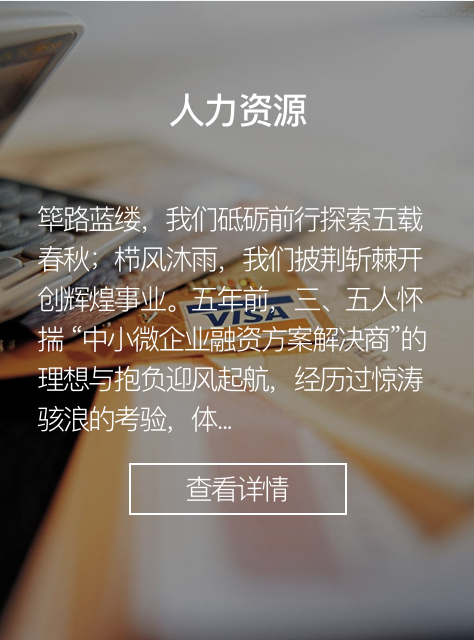 人力资源
筚路蓝缕，我们砥砺前行探索五载
春秋；栉风沐雨，我们披荆斩棘开
创辉煌事业。五年前，三、五人怀
揣 “中小微企业融资方案解决商”的
理想与抱负迎风起航，经历过惊涛
骇浪的考验，体...
VISA
查看详情